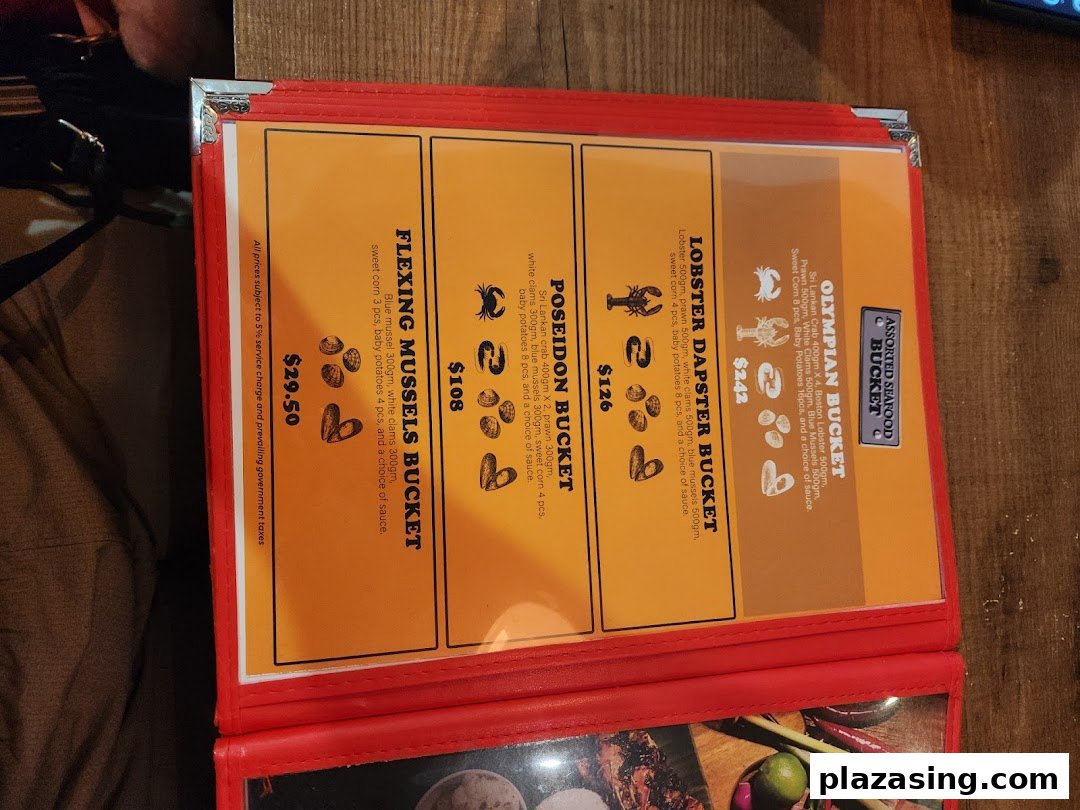 ASSORTED SEAFOOD
BUCKET
OLYMPIAN BUCKET
Sri Lankan Crab 400gm X 4, Boston Lobster 500gm,
Prawn 500gm, White Clams 500gm, Blue Mussels 500gm,
Sweet Corn 8 pcs, Baby Potatoes 16pcs, and a choice of sauce.
$242
LOBSTER DAPSTER BUCKET
Lobster 500gm, prawn 500gm, white clams 500gm, blue mussels 500gm,
sweet corn 4 pcs, baby potatoes 8 pcs, and a choice of sauce.
$126
POSEIDON BUCKET
Sri Lankan crab 400gm X 2, prawn 300gm,
white clams 300gm, blue mussels 300gm, sweet corn 4 pcs,
baby potatoes 8 pcs, and a choice of sauce.
$108
FLEXING MUSSELS BUCKET
Blue mussel 300gm, white clams 300gm,
sweet corn 3 pcs, baby potatoes 4 pcs, and a choice of sauce.
$29.50
All prices subject to 5% service charge and prevailing government taxes
plazasing.com